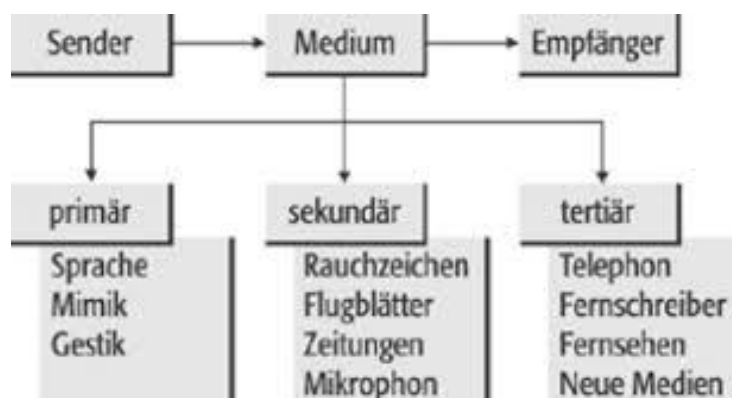 Sender
Medium
Empfänger
primär
Sprache
Mimik
Gestik
sekundär
Rauchzeichen
Flugblätter
Zeitungen
Mikrophon
tertiär
Telephon
Fernschreiber
Fernsehen
Neue Medien